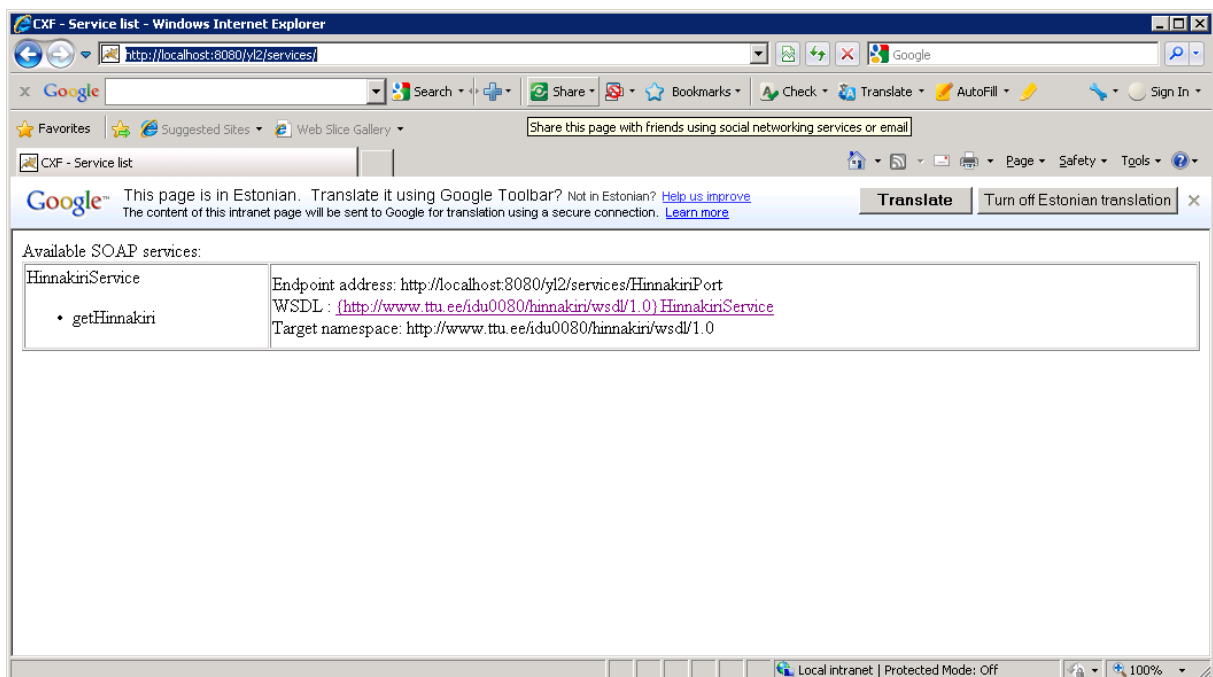 CXF - Service list - Windows Internet Explorer
http://localhost:8080/yl2/services/
Google
x Google Search Share Bookmarks Check Translate AutoFill Sign In
Favorites Suggested Sites Web Slice Gallery
Share this page with friends using social networking services or email
CXF - Service list
Page Safety Tools
Google™ This page is in Estonian. Translate it using Google Toolbar? Not in Estonian? Help us improve
The content of this intranet page will be sent to Google for translation using a secure connection. Learn more
Translate Turn off Estonian translation
Available SOAP services:
HinnakiriService
• getHinnakiri
Endpoint address: http://localhost:8080/yl2/services/HinnakiriPort
WSDL : {http://www.ttu.ee/idu0080/hinnakiri/wsdl/1.0}HinnakiriService
Target namespace: http://www.ttu.ee/idu0080/hinnakiri/wsdl/1.0
Local intranet | Protected Mode: Off 100%